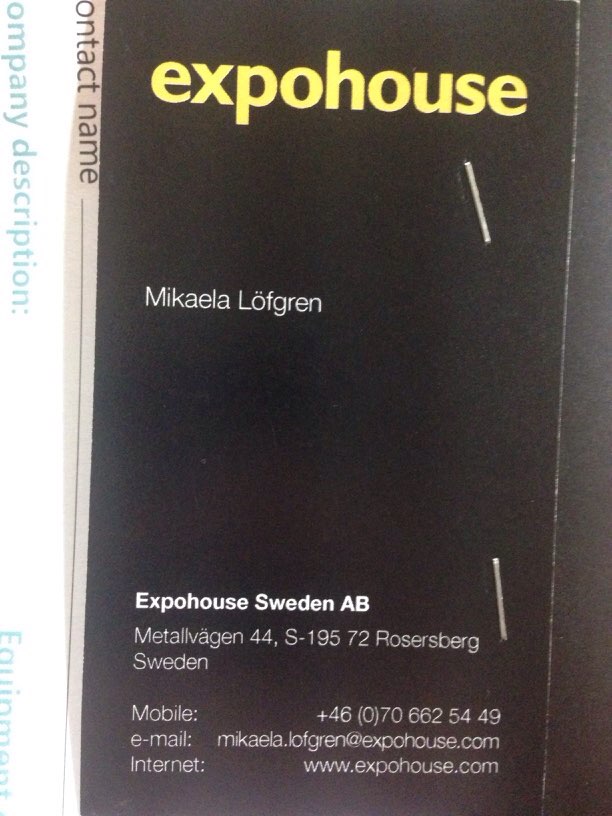 ompany description:
ontact name
expohouse
Mikaela Löfgren
Expohouse Sweden AB
Metallvägen 44, S-195 72 Rosersberg
Sweden
Mobile: +46 (0)70 662 54 49
e-mail: mikaela.lofgren@expohouse.com
Internet: www.expohouse.com
Equipment